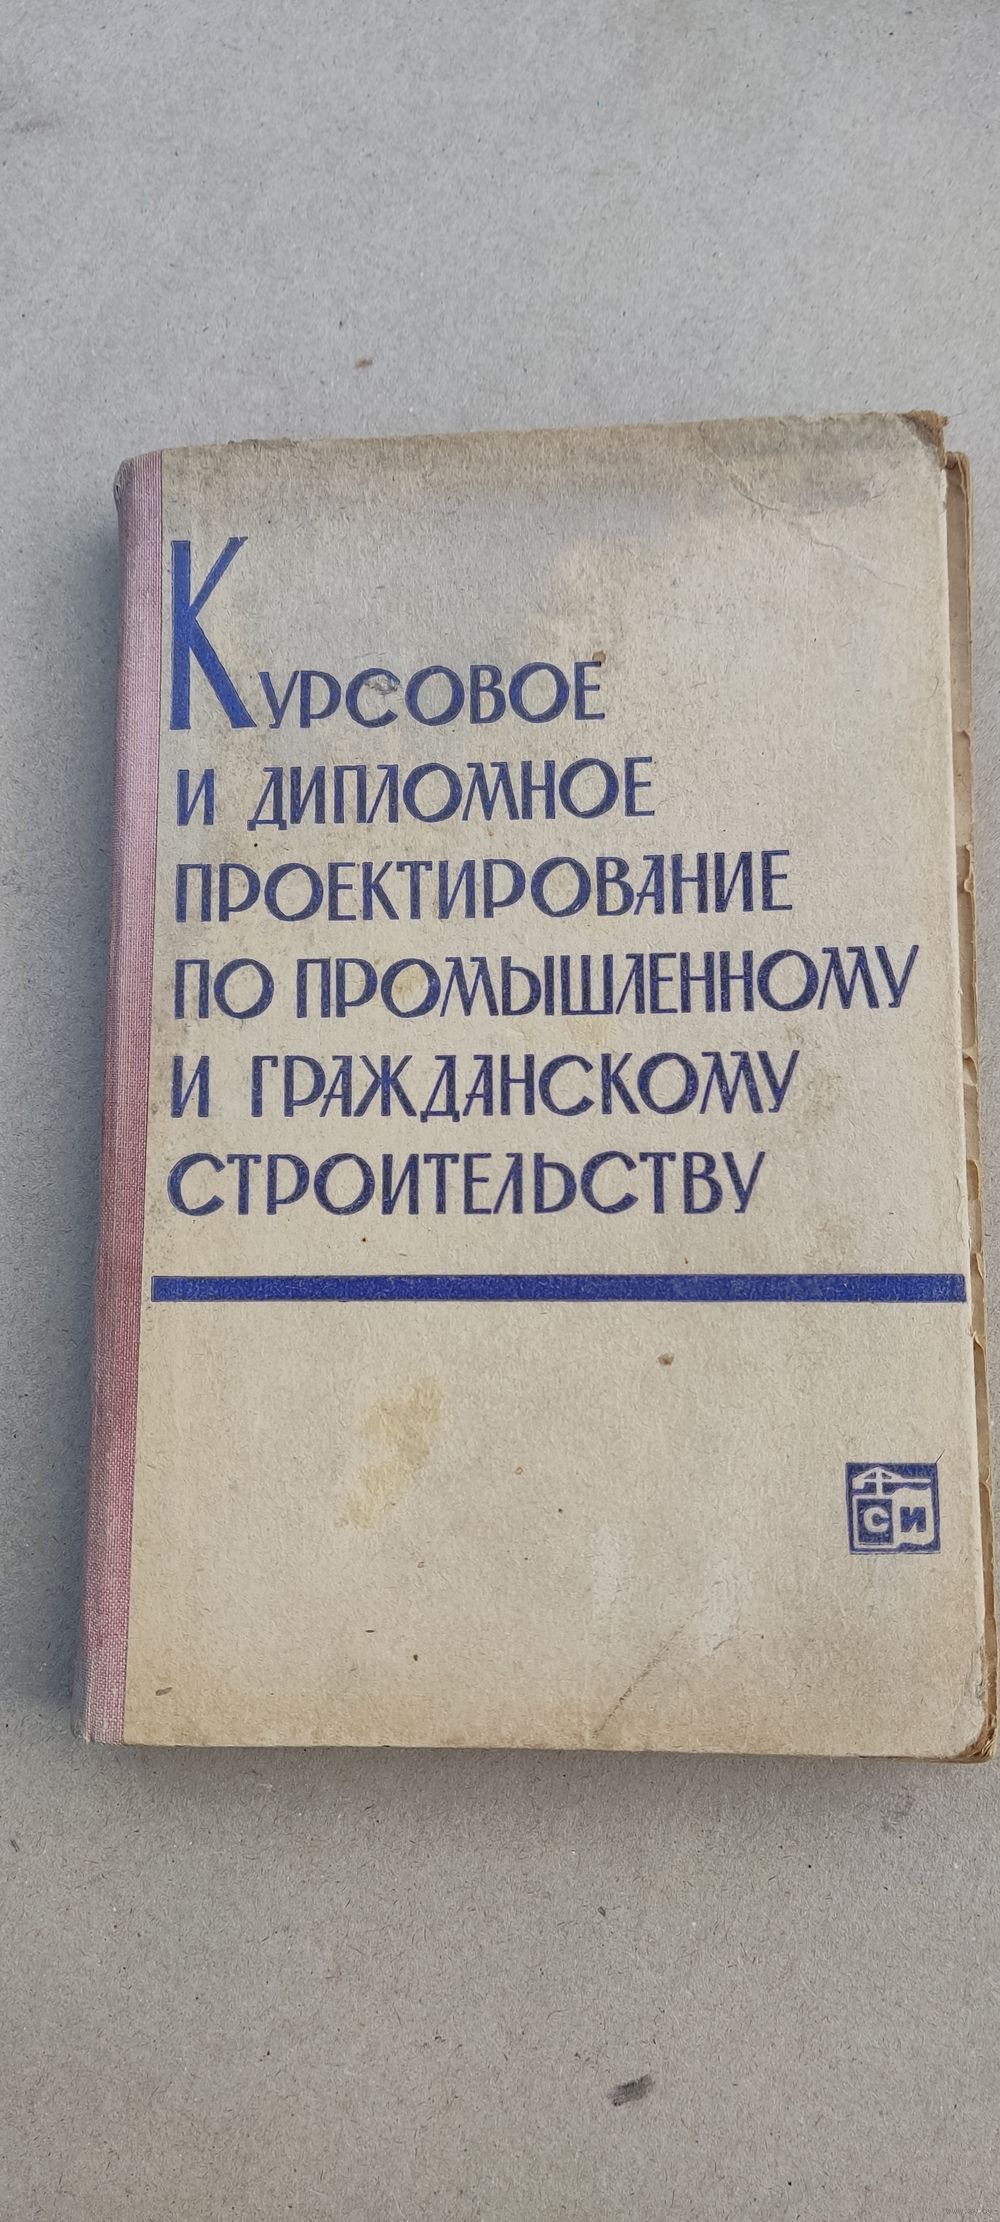 Курсовое
и дипломное
проектирование
по промышленному
и гражданскому
строительству
СИ